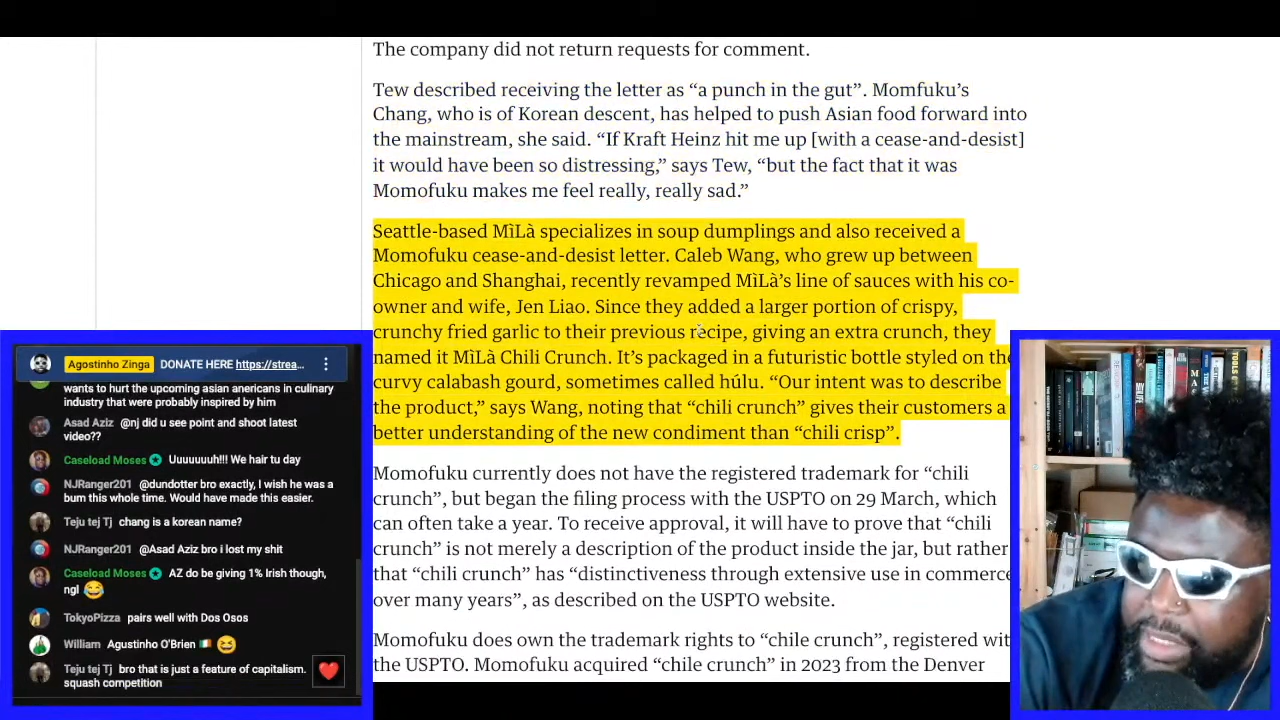 The company did not return requests for comment.
Tew described receiving the letter as “a punch in the gut”. Momfuku’s
Chang, who is of Korean descent, has helped to push Asian food forward into
the mainstream, she said. “If Kraft Heinz hit me up [with a cease-and-desist]
it would have been so distressing,” says Tew, “but the fact that it was
Momofuku makes me feel really, really sad.”
Seattle-based MìLà specializes in soup dumplings and also received a
Momofuku cease-and-desist letter. Caleb Wang, who grew up between
Chicago and Shanghai, recently revamped MìLà’s line of sauces with his co-
owner and wife, Jen Liao. Since they added a larger portion of crispy,
crunchy fried garlic to their previous recipe, giving an extra crunch, they
named it MìLà Chili Crunch. It’s packaged in a futuristic bottle styled on the
curvy calabash gourd, sometimes called húlu. “Our intent was to describe
the product,” says Wang, noting that “chili crunch” gives their customers a
better understanding of the new condiment than “chili crisp”.
Momofuku currently does not have the registered trademark for “chili
crunch”, but began the filing process with the USPTO on 29 March, which
can often take a year. To receive approval, it will have to prove that “chili
crunch” is not merely a description of the product inside the jar, but rather
that “chili crunch” has “distinctiveness through extensive use in commerce
over many years”, as described on the USPTO website.
Momofuku does own the trademark rights to “chile crunch”, registered wit
the USPTO. Momofuku acquired “chile crunch” in 2023 from the Denver
Agostinho Zinga DONATE HERE https://strea...
wants to hurt the upcoming asian anericans in culinary
industry that were probably inspired by him
Asad Aziz @nj did u see point and shoot latest
video??
Caseload Moses Uuuuuuuh!!! We hair tu day
NJRanger201 @dundotter bro exactly, I wish he was a
bum this whole time. Would have made this easier.
Teju tej Tj chang is a korean name?
NJRanger201 @Asad Aziz bro i lost my shit
Caseload Moses AZ do be giving 1% Irish though,
ngl 😂
TokyoPizza pairs well with Dos Osos
William Agustinho O'Brien 🇮🇪 😆
Teju tej Tj bro that is just a feature of capitalism.
squash competition